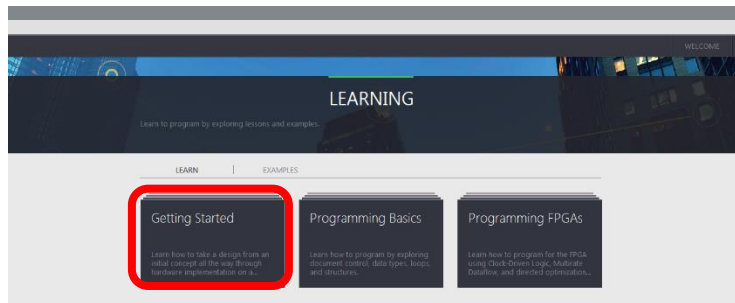 WELCOME
LEARNING
Learn to program by exploring lessons and examples.
LEARN
EXAMPLES
Getting Started
Learn how to take a design from an
initial concept all the way through
hardware implementation on a...
Programming Basics
Learn how to program by exploring
document control, data types, loops,
and structures.
Programming FPGAs
Learn how to program for the FPGA
using Clock-Driven Logic, Multirate
Dataflow, and directed optimization...